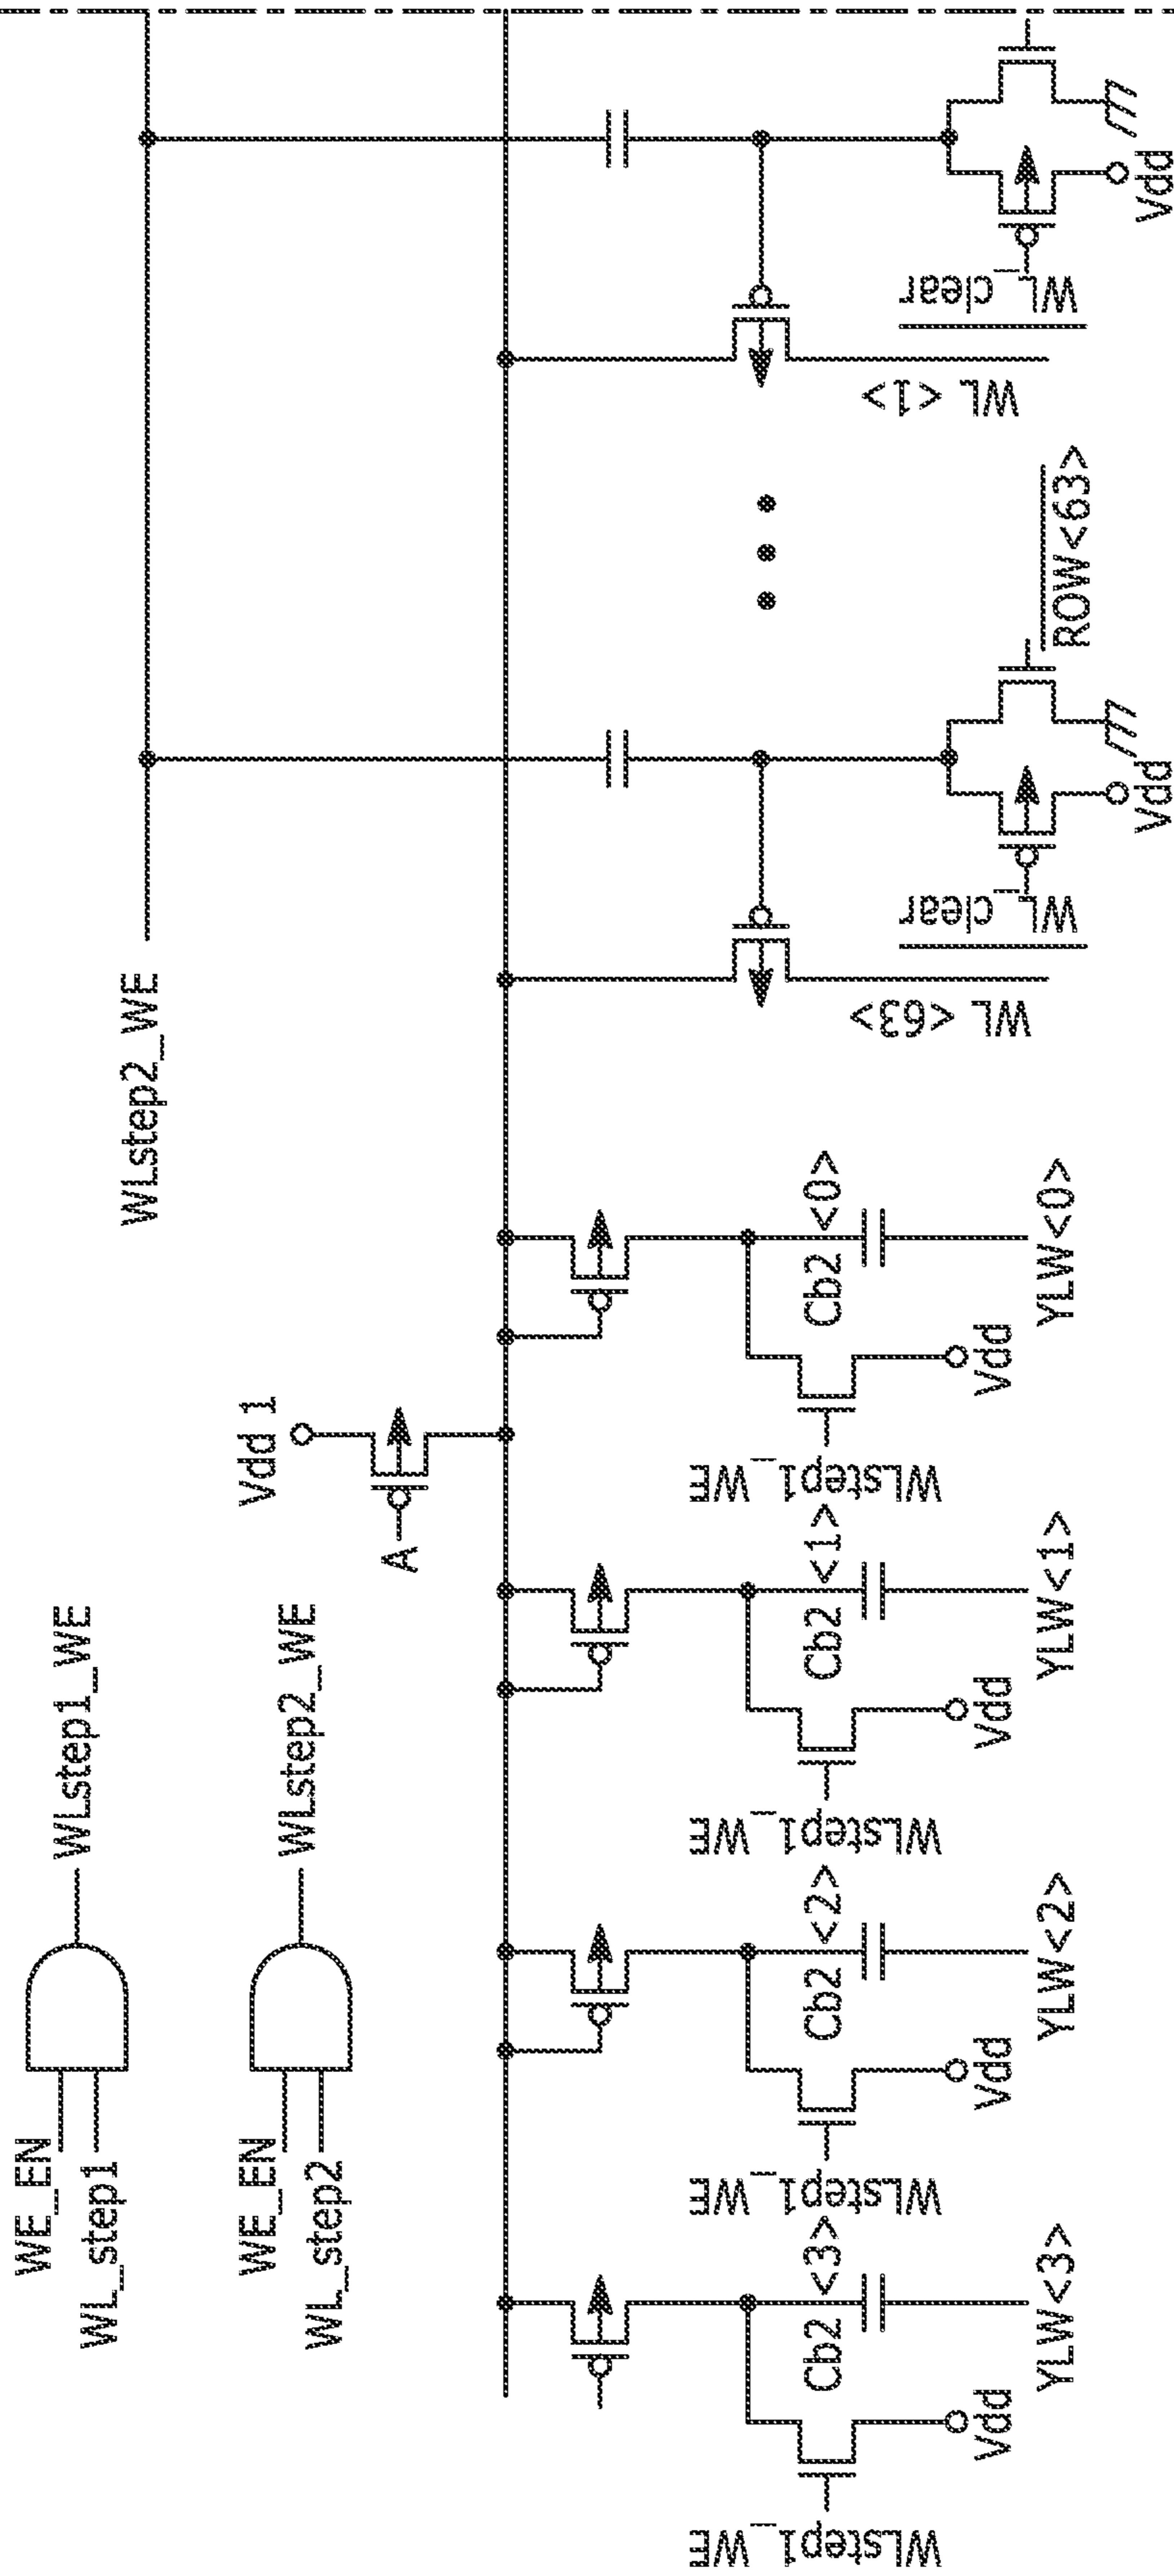 WE_EN
WL_step1
WLstep1_WE
WE_EN
WL_step2
WLstep2_WE
WLstep2_WE
Vdd 1
A
WLstep1_WE
Vdd
Cb2 <3>
YLW<3>
WLstep1_WE
Vdd
Cb2 <2>
YLW<2>
WLstep1_WE
Vdd
Cb2 <1>
YLW<1>
WLstep1_WE
Vdd
Cb2 <0>
YLW<0>
WL <63>
WL_clear
Vdd
ROW<63>
WL <1>
WL_clear
Vdd